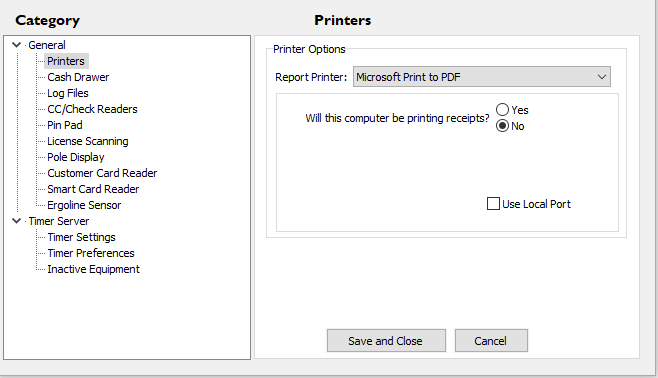 Category
General
Printers
Cash Drawer
Log Files
CC/Check Readers
Pin Pad
License Scanning
Pole Display
Customer Card Reader
Smart Card Reader
Ergoline Sensor
Timer Server
Timer Settings
Timer Preferences
Inactive Equipment
Printers
Printer Options
Report Printer: Microsoft Print to PDF
Will this computer be printing receipts? Yes
No
Use Local Port
Save and Close Cancel